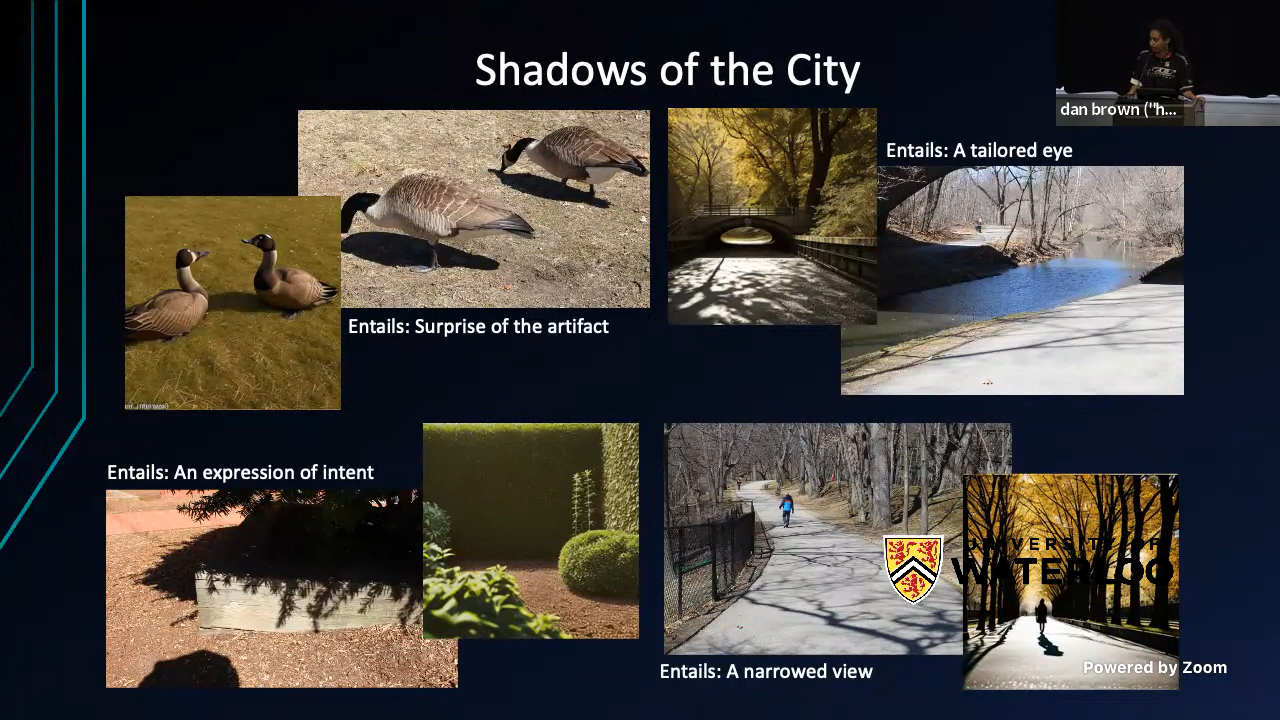 Shadows of the City
dan brown ("h...
Entails: A tailored eye
Entails: Surprise of the artifact
Entails: An expression of intent
UNIVERSITY OF
WATERLOO
Entails: A narrowed view
Powered by Zoom